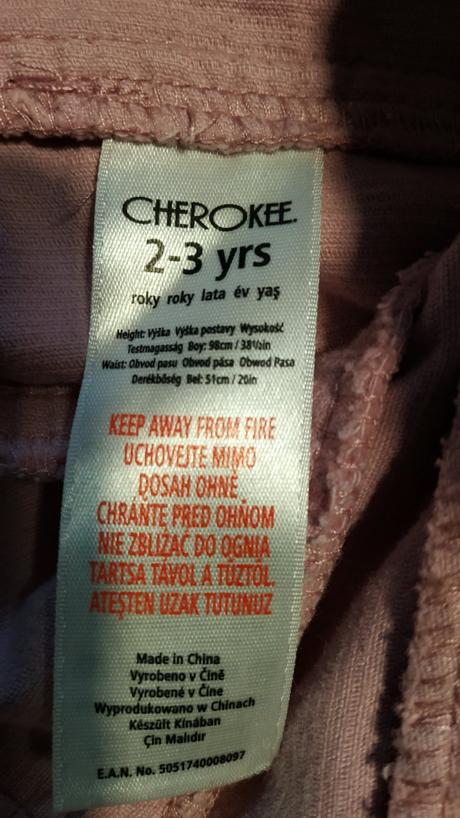 CHEROKEE.
2-3 yrs
roky roky lata év yaş
Height: Výška Výška postavy Wysokość
Testmagasság Boy: 98cm / 38½in
Waist: Obvod pasu Obvod pása Obwod Pasa
Derékbőség Bel: 51cm / 20in
KEEP AWAY FROM FIRE
UCHOVEJTE MIMO
DOSAH OHNĚ
CHRÁŇTE PRED OHŇOM
NIE ZBLIŻAĆ DO OGNIA
TARTSA TÁVOL A TŰZTŐL.
ATEŞTEN UZAK TUTUNUZ
Made in China
Vyrobeno v Číně
Vyrobené v Číne
Wyprodukowano w Chinach
Készült Kínában
Çin Malıdır
E.A.N. No. 5051740008097